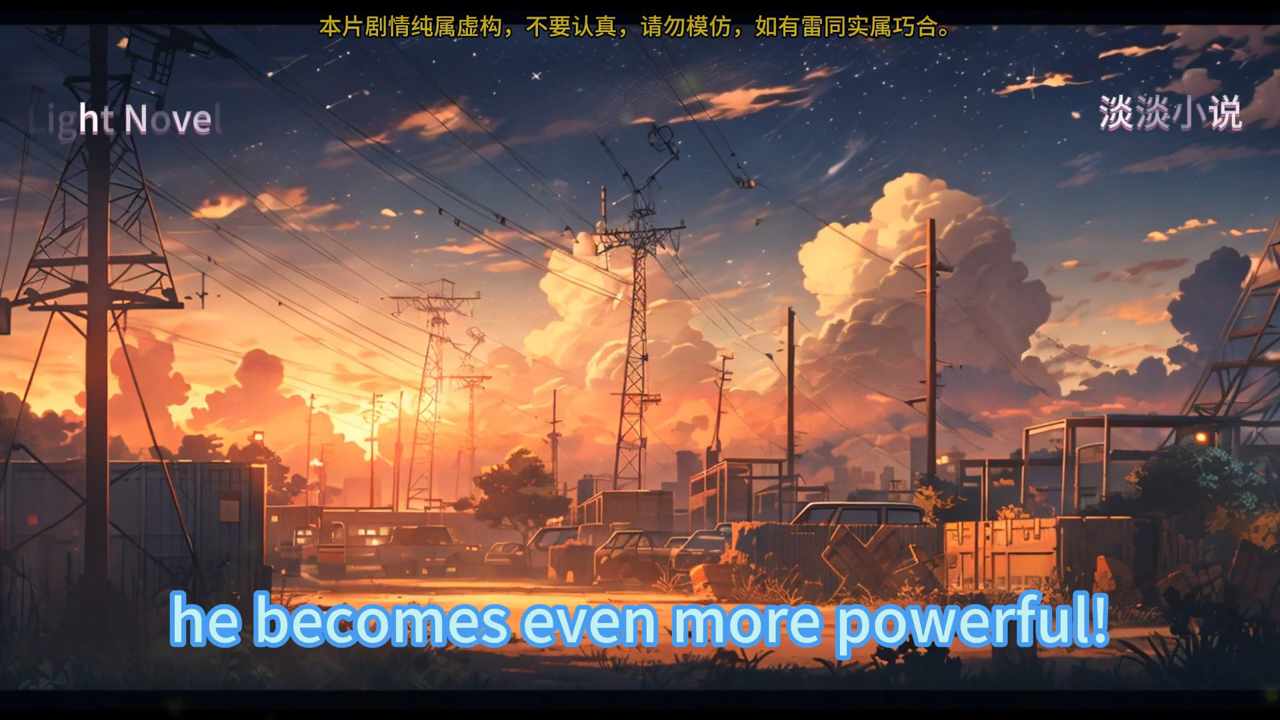 本片剧情纯属虚构，不要认真，请勿模仿，如有雷同实属巧合。
Light Novel
淡淡小说
he becomes even more powerful!